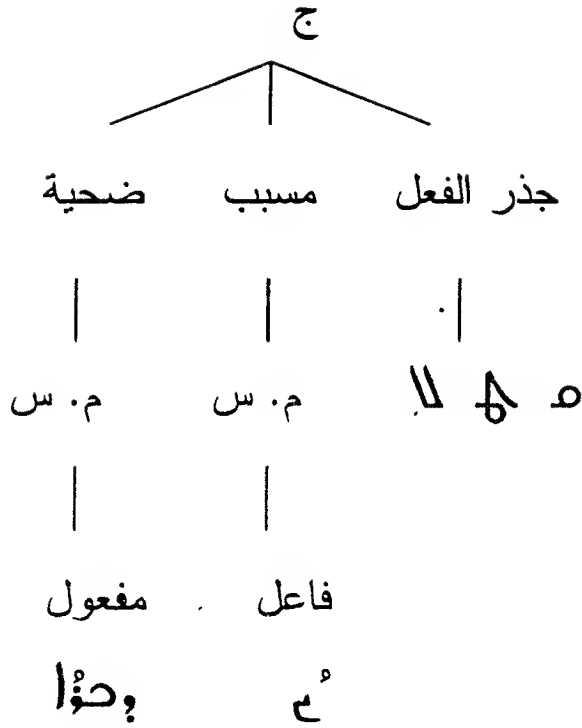 ج
جذر الفعل مسبب ضحية
ܩ ܛ ܠ م. س م. س
فاعل مفعول